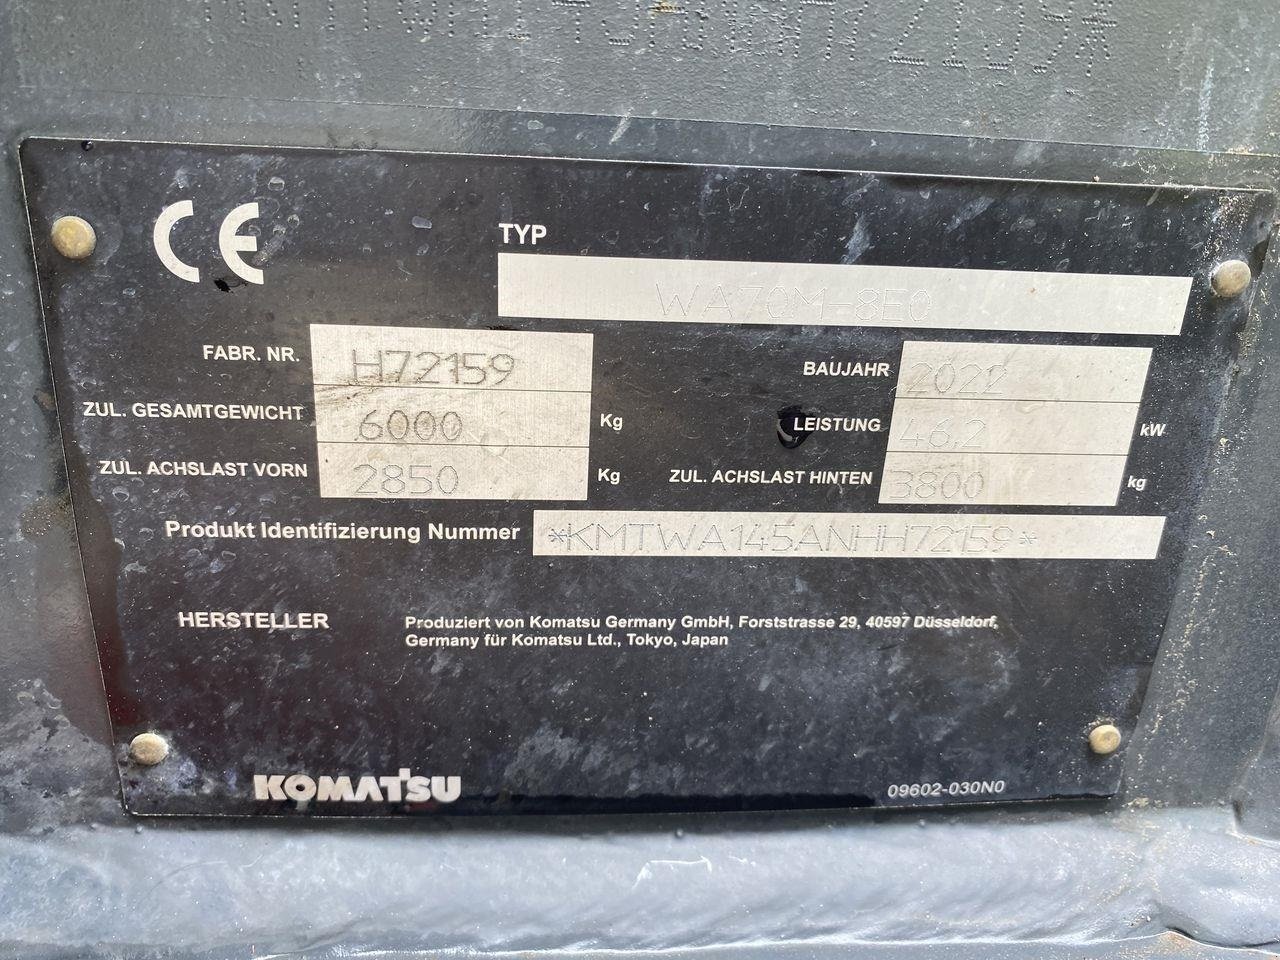 CE
TYP
WA70M-8E0
FABR. NR. H72159 BAUJAHR 2022
ZUL. GESAMTGEWICHT 6000 Kg LEISTUNG 46,2 kW
ZUL. ACHSLAST VORN 2850 Kg ZUL. ACHSLAST HINTEN 3800 kg
Produkt Identifizierung Nummer *KMTWA145ANHH72159*
HERSTELLER Produziert von Komatsu Germany GmbH, Forststrasse 29, 40597 Düsseldorf,
Germany für Komatsu Ltd., Tokyo, Japan
KOMATSU 09602-030N0